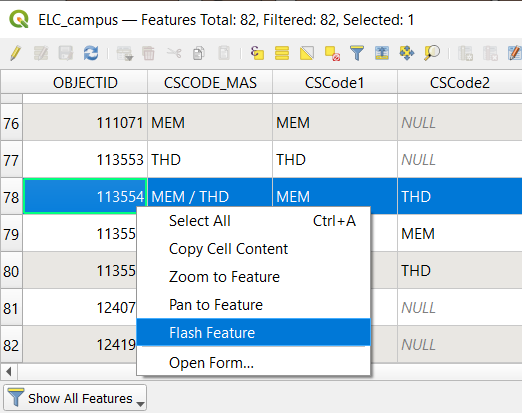 ELC_campus — Features Total: 82, Filtered: 82, Selected: 1
OBJECTID CSCODE_MAS CSCode1 CSCode2
76 111071 MEM MEM NULL
77 113553 THD THD NULL
78 113554 MEM / THD MEM THD
79 11355 MEM
80 11355 THD
81 12407 NULL
82 12419 NULL
Select All Ctrl+A
Copy Cell Content
Zoom to Feature
Pan to Feature
Flash Feature
Open Form...
Show All Features